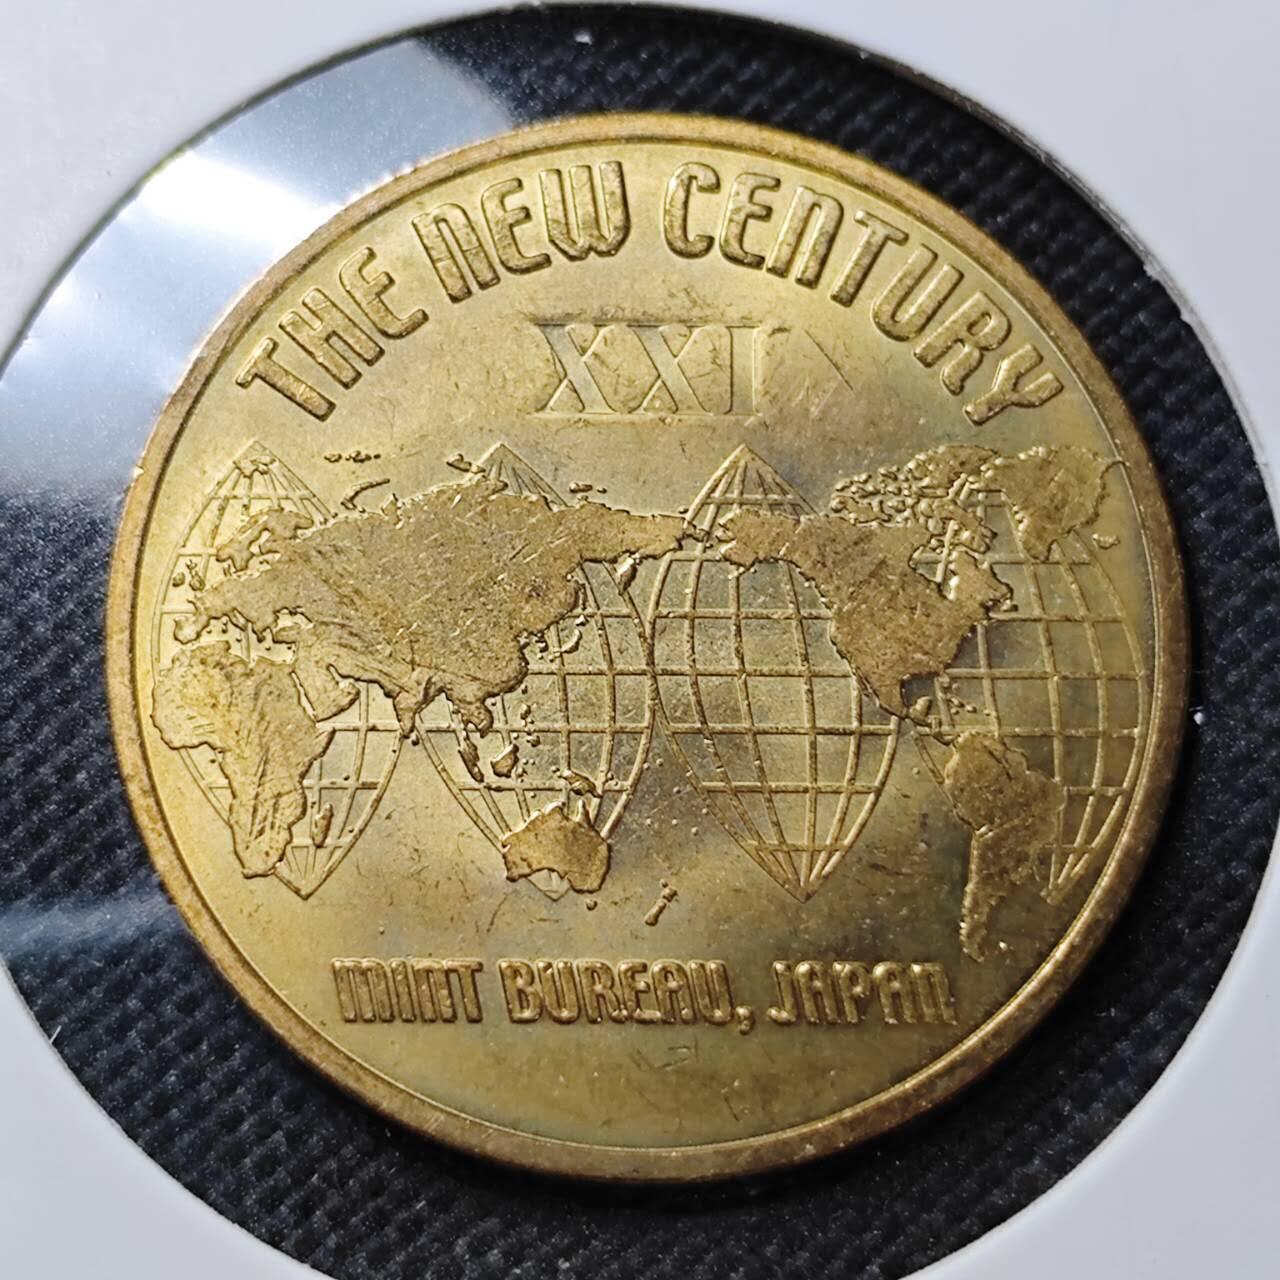 THE NEW CENTURY
XXI
MINT BUREAU, JAPAN